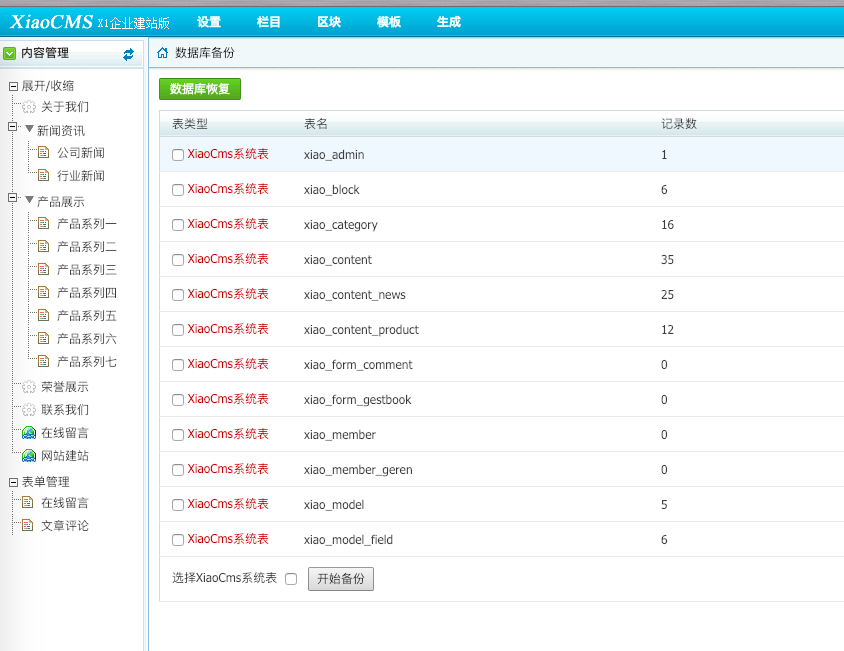 XiaoCMS X1企业建站版 设置 栏目 区块 模板 生成
内容管理
数据库备份
展开/收缩
关于我们
新闻资讯
公司新闻
行业新闻
产品展示
产品系列一
产品系列二
产品系列三
产品系列四
产品系列五
产品系列六
产品系列七
荣誉展示
联系我们
在线留言
网站建站
表单管理
在线留言
文章评论
数据库恢复
表类型 表名 记录数
XiaoCms系统表 xiao_admin 1
XiaoCms系统表 xiao_block 6
XiaoCms系统表 xiao_category 16
XiaoCms系统表 xiao_content 35
XiaoCms系统表 xiao_content_news 25
XiaoCms系统表 xiao_content_product 12
XiaoCms系统表 xiao_form_comment 0
XiaoCms系统表 xiao_form_gestbook 0
XiaoCms系统表 xiao_member 0
XiaoCms系统表 xiao_member_geren 0
XiaoCms系统表 xiao_model 5
XiaoCms系统表 xiao_model_field 6
选择XiaoCms系统表 开始备份